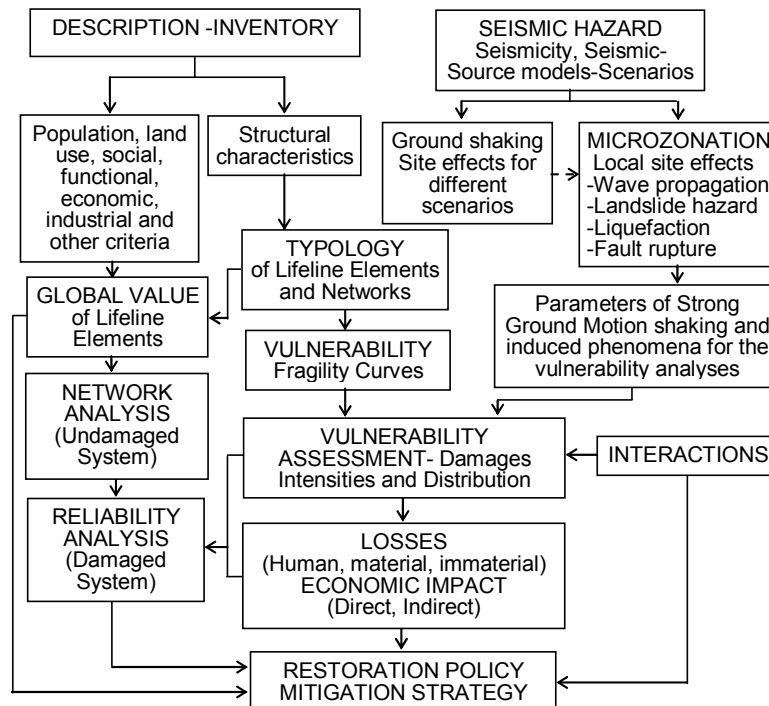 DESCRIPTION -INVENTORY
SEISMIC HAZARD
Seismicity, Seismic-
Source models-Scenarios
Population, land
use, social,
functional,
economic,
industrial and
other criteria
Structural
characteristics
Ground shaking
Site effects for
different
scenarios
MICROZONATION
Local site effects
-Wave propagation
-Landslide hazard
-Liquefaction
-Fault rupture
TYPOLOGY
of Lifeline Elements
and Networks
GLOBAL VALUE
of Lifeline
Elements
Parameters of Strong
Ground Motion shaking and
induced phenomena for the
vulnerability analyses
VULNERABILITY
Fragility Curves
NETWORK
ANALYSIS
(Undamaged
System)
VULNERABILITY
ASSESSMENT- Damages
Intensities and Distribution
INTERACTIONS
RELIABILITY
ANALYSIS
(Damaged
System)
LOSSES
(Human, material, immaterial)
ECONOMIC IMPACT
(Direct, Indirect)
RESTORATION POLICY
MITIGATION STRATEGY